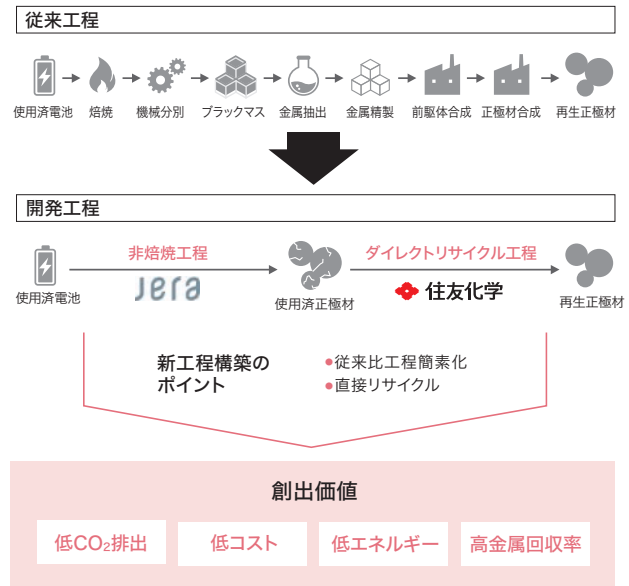 従来工程
使用済電池 焙焼 機械分別 ブラックマス 金属抽出 金属精製 前駆体合成 正極材合成 再生正極材
開発工程
非焙焼工程 ダイレクトリサイクル工程
Jera 住友化学
使用済電池 使用済正極材 再生正極材
新工程構築の
ポイント
●従来比工程簡素化
●直接リサイクル
創出価値
低CO₂排出 低コスト 低エネルギー 高金属回収率